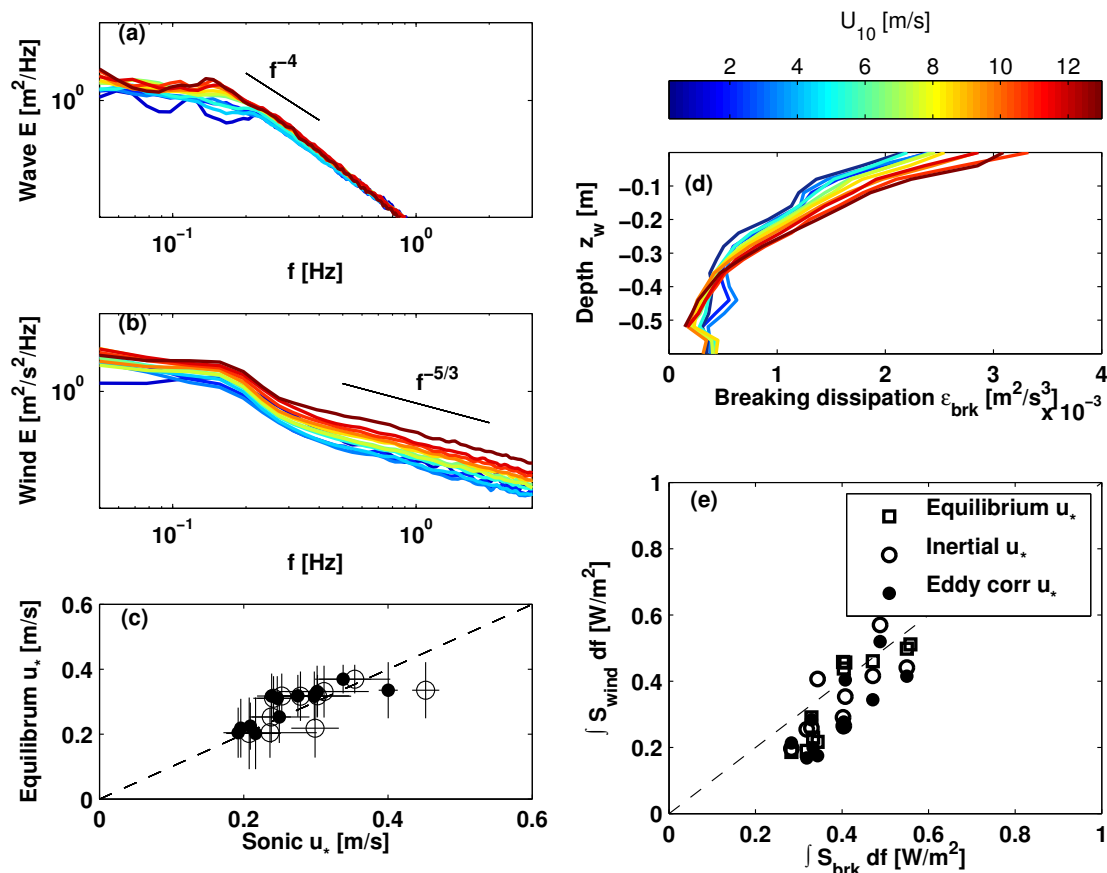 (a)
Wave E [m²/Hz]
10⁰
f⁻⁴
10⁻¹ 10⁰
f [Hz]
(b)
Wind E [m²/s²/Hz]
10⁰
f⁻⁵/³
10⁻¹ 10⁰
f [Hz]
(c)
Equilibrum u* [m/s]
0.6
0.4
0.2
0
0 0.2 0.4 0.6
Sonic u* [m/s]
U₁₀ [m/s]
2 4 6 8 10 12
(d)
Depth z_w [m]
-0.1
-0.2
-0.3
-0.4
-0.5
0 1 2 3 4
Breaking dissipation ε_brk [m²/s³]
x 10⁻³
(e)
∫ S_wind df [W/m²]
1
0.8
0.6
0.4
0.2
0
Equilibrium u*
Inertial u*
Eddy corr u*
0 0.2 0.4 0.6 0.8 1
∫ S_brk df [W/m²]